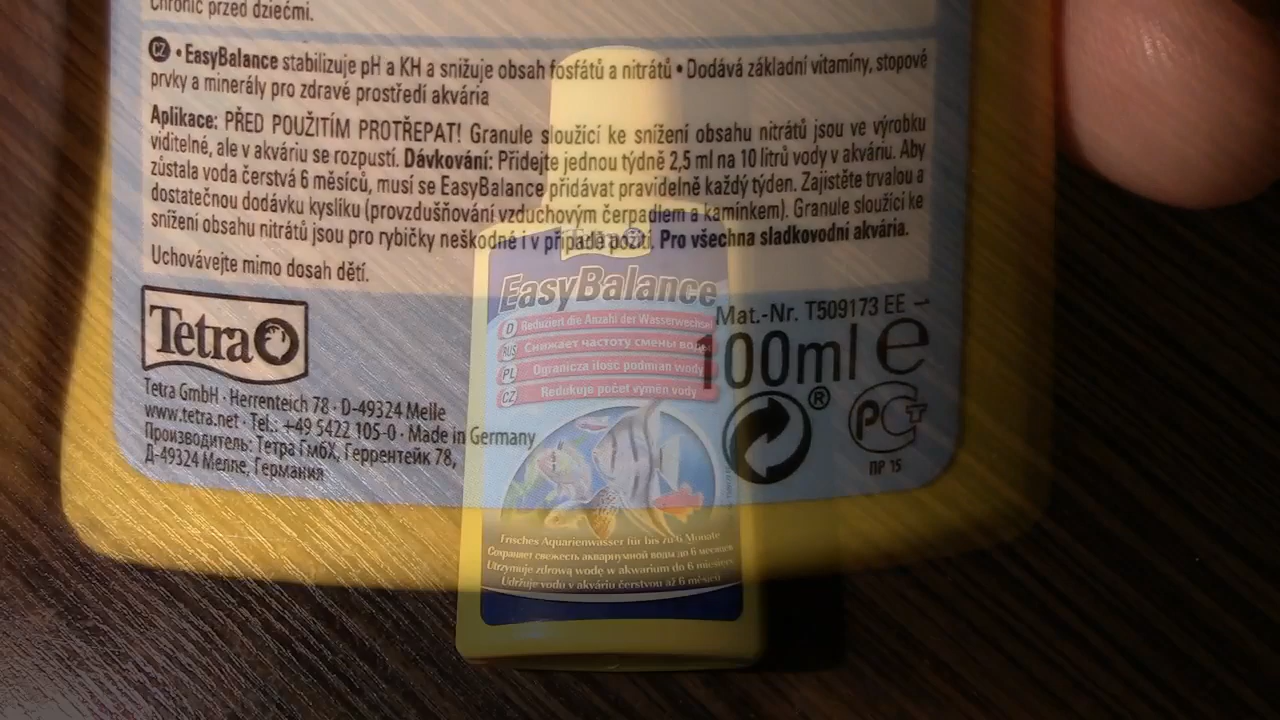 Chronić przed dziećmi.
CZ • EasyBalance stabilizuje pH a KH a snižuje obsah fosfátů a nitrátů • Dodává základní vitamíny, stopové
prvky a minerály pro zdravé prostředí akvária
Aplikace: PŘED POUŽITÍM PROTŘEPAT! Granule sloužící ke snížení obsahu nitrátů jsou ve výrobku
viditelné, ale v akváriu se rozpustí. Dávkování: Přidejte jednou týdně 2,5 ml na 10 litrů vody v akváriu. Aby
zůstala voda čerstvá 6 měsíců, musí se EasyBalance přidávat pravidelně každý týden. Zajistěte trvalou a
dostatečnou dodávku kyslíku (provzdušňování vzduchovým čerpadlem a kamínkem). Granule sloužící ke
snížení obsahu nitrátů jsou pro rybičky neškodné i v případě pozití. Pro všechna sladkovodní akvária.
Uchovávejte mimo dosah dětí.
Tetra
Tetra GmbH · Herrenteich 78 · D-49324 Melle
www.tetra.net · Tel.: +49 5422 105-0 · Made in Germany
Производитель: Тетра ГмбХ, Геррентейк 78,
Д-49324 Мелле, Германия
Mat.-Nr. T509173 EE
100ml e
®
РСТ
ПР 15
Tetra
EasyBalance
D Reduziert die Anzahl der Wasserwechsel
RUS Снижает частоту смены воды
PL Ogranicza ilość podmian wody
CZ Redukuje počet výměn vody
Frisches Aquarienwasser für bis zu 6 Monate
Сохраняет свежесть аквариумной воды до 6 месяцев
Utrzymuje zdrową wodę w akwarium do 6 miesięcy
Udržuje vodu v akváriu čerstvou až 6 měsíců